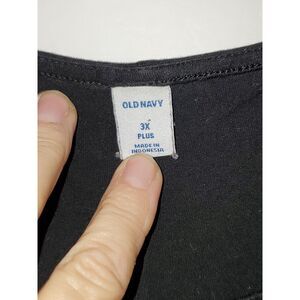 OLD NAVY
3X
PLUS
MADE IN
INDONESIA